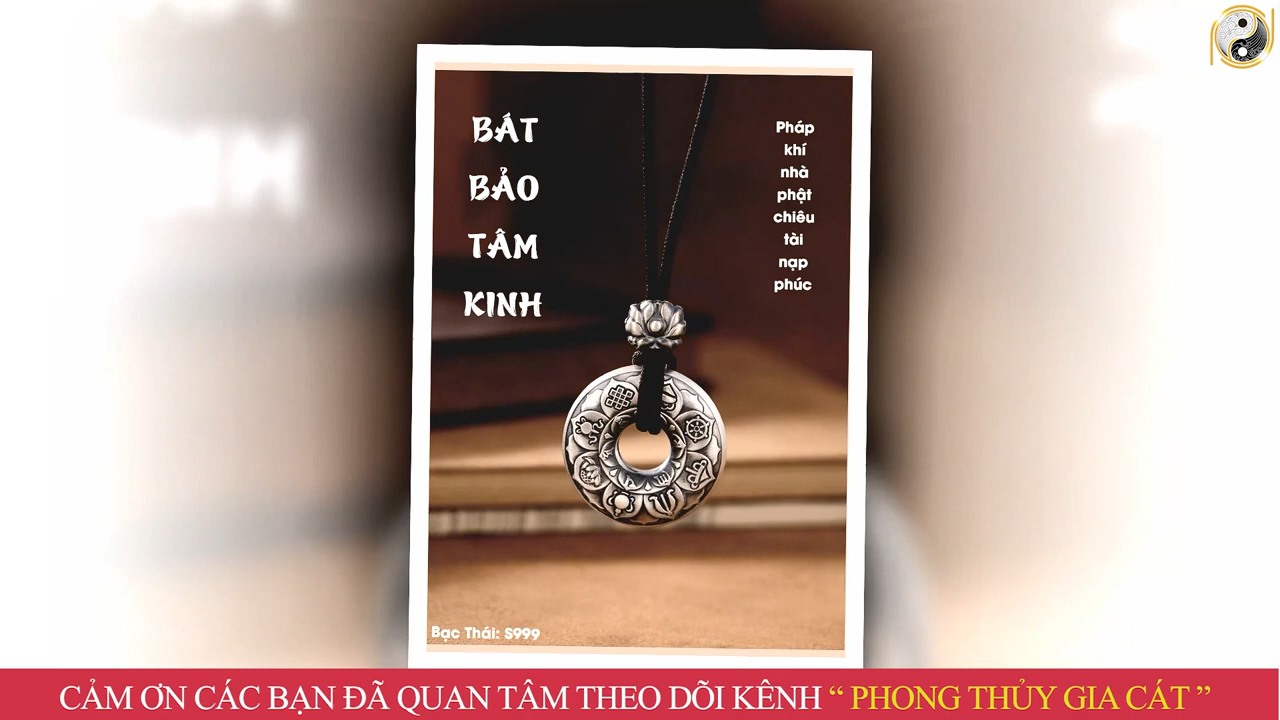 BÁT
BẢO
TÂM
KINH
Pháp
khí
nhà
phật
chiêu
tài
nạp
phúc
Bạc Thái: S999
CẢM ƠN CÁC BẠN ĐÃ QUAN TÂM THEO DÕI KÊNH “ PHONG THỦY GIA CÁT ”